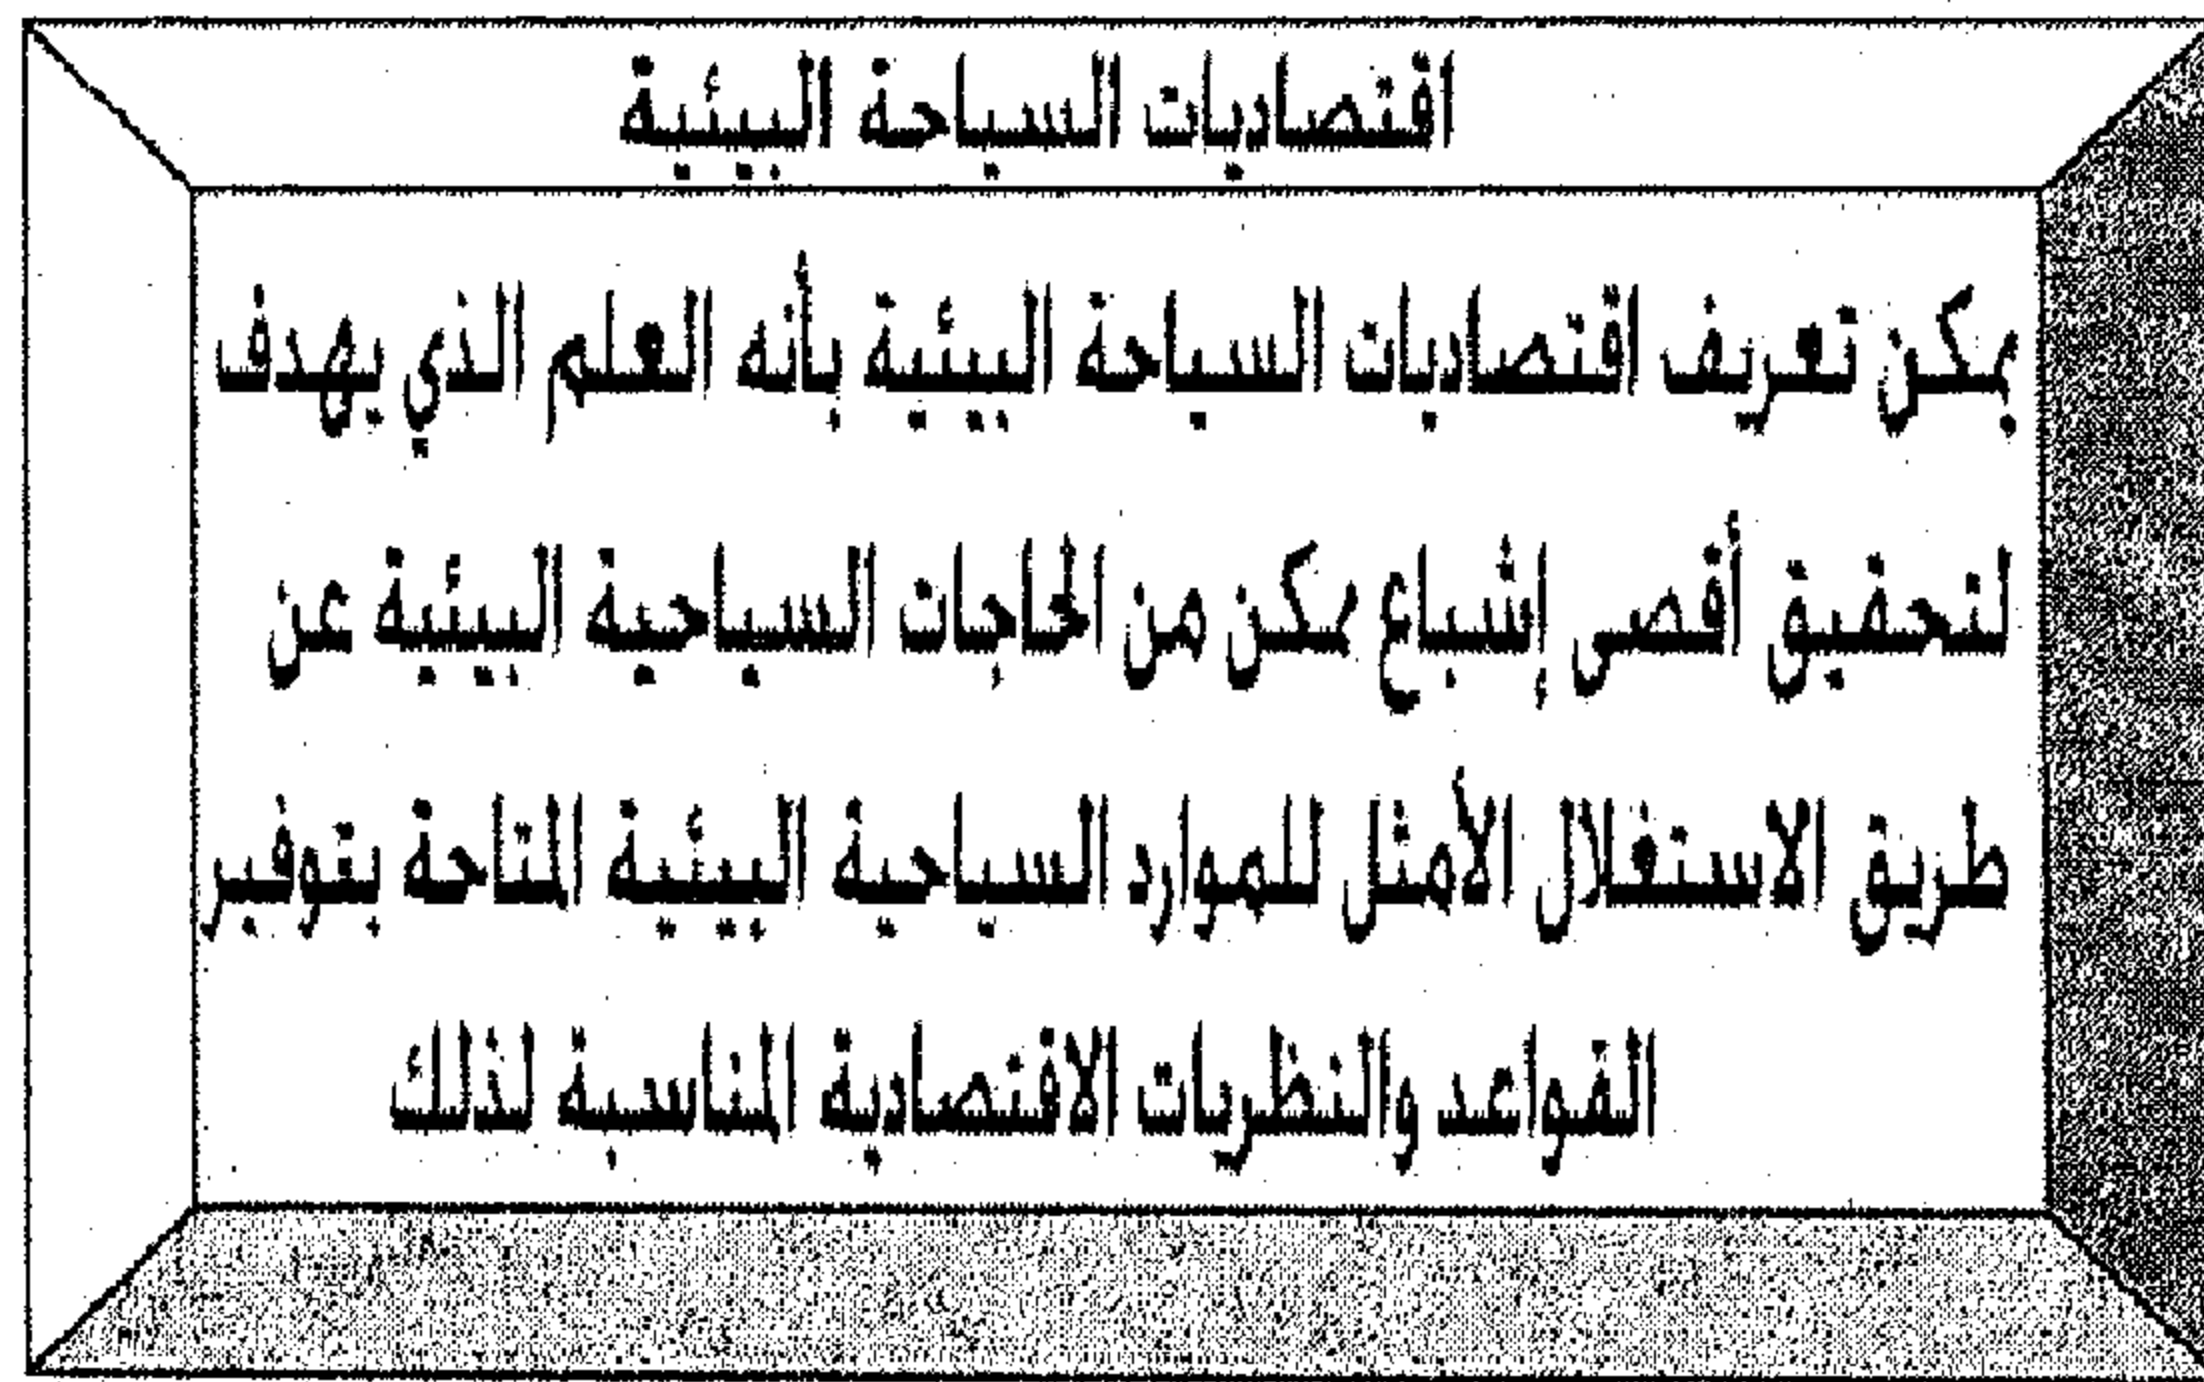 اقتصاديات السياحة البيئية
يمكن تعريف اقتصاديات السياحة البيئية بأنه العلم الذي يهدف
لتحقيق أقصى إشباع ممكن من الحاجات السياحية البيئية عن
طريق الاستغلال الأمثل للموارد السياحية البيئية المتاحة بتوفير
القواعد والنظريات الاقتصادية المناسبة لذلك